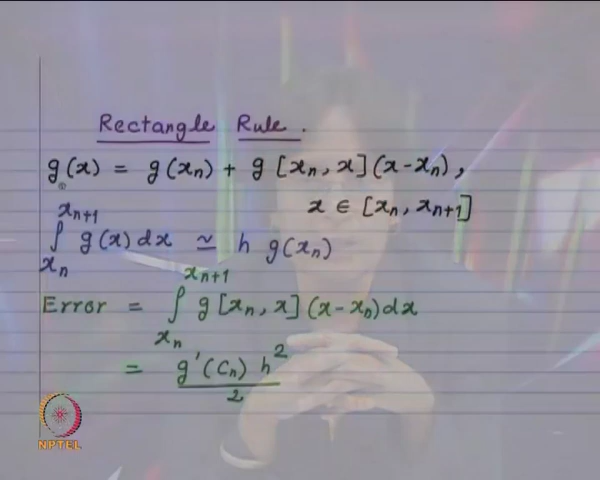 Rectangle Rule.
g(x) = g(xₙ) + g[xₙ, x](x-xₙ),
x ∈ [xₙ, xₙ₊₁]
∫_{xₙ}^{xₙ₊₁} g(x) dx ≃ h g(xₙ)
Error = ∫_{xₙ}^{xₙ₊₁} g[xₙ, x](x-xₙ)dx
= g'(Cₙ) h² / 2
NPTEL